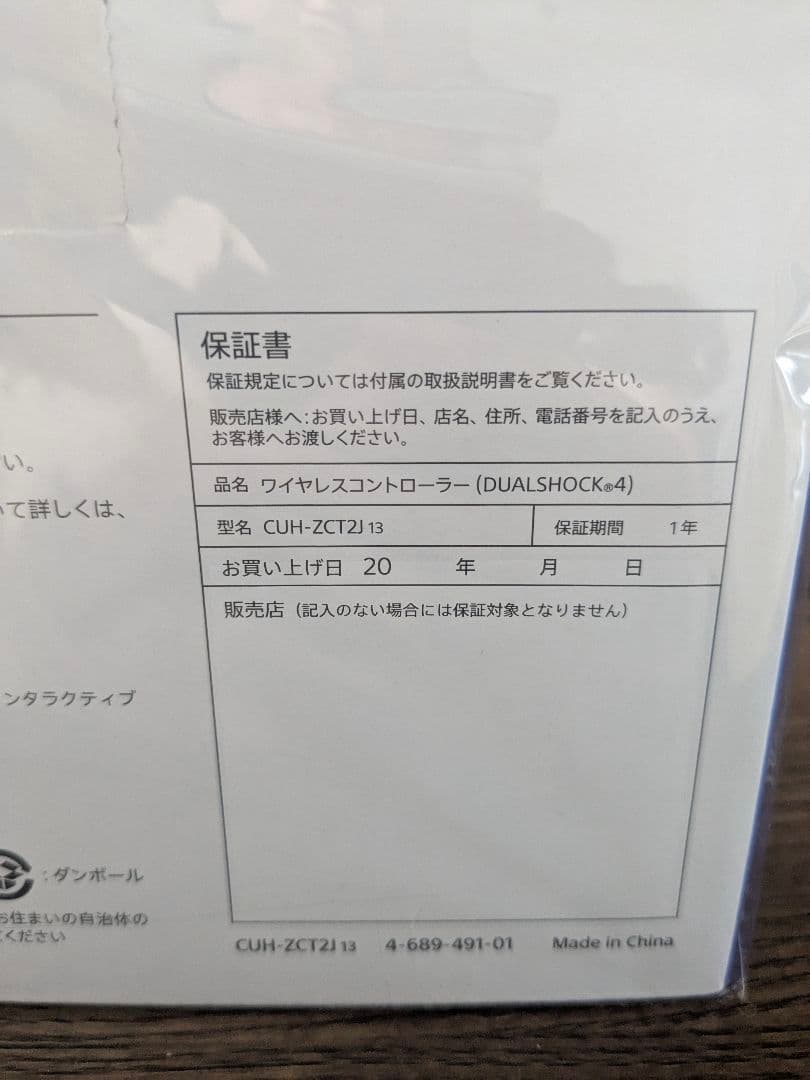 保証書
保証規定については付属の取扱説明書をご覧ください。
販売店様へ:お買い上げ日、店名、住所、電話番号を記入のうえ、
お客様へお渡しください。
い。
品名 ワイヤレスコントローラー (DUALSHOCK®4)
いて詳しくは、
型名 CUH-ZCT2J 13 保証期間 1年
お買い上げ日 20 年 月 日
販売店 (記入のない場合には保証対象となりません)
ンタラクティブ
:ダンボール
お住まいの自治体の
ください
CUH-ZCT2J 13 4-689-491-01 Made in China